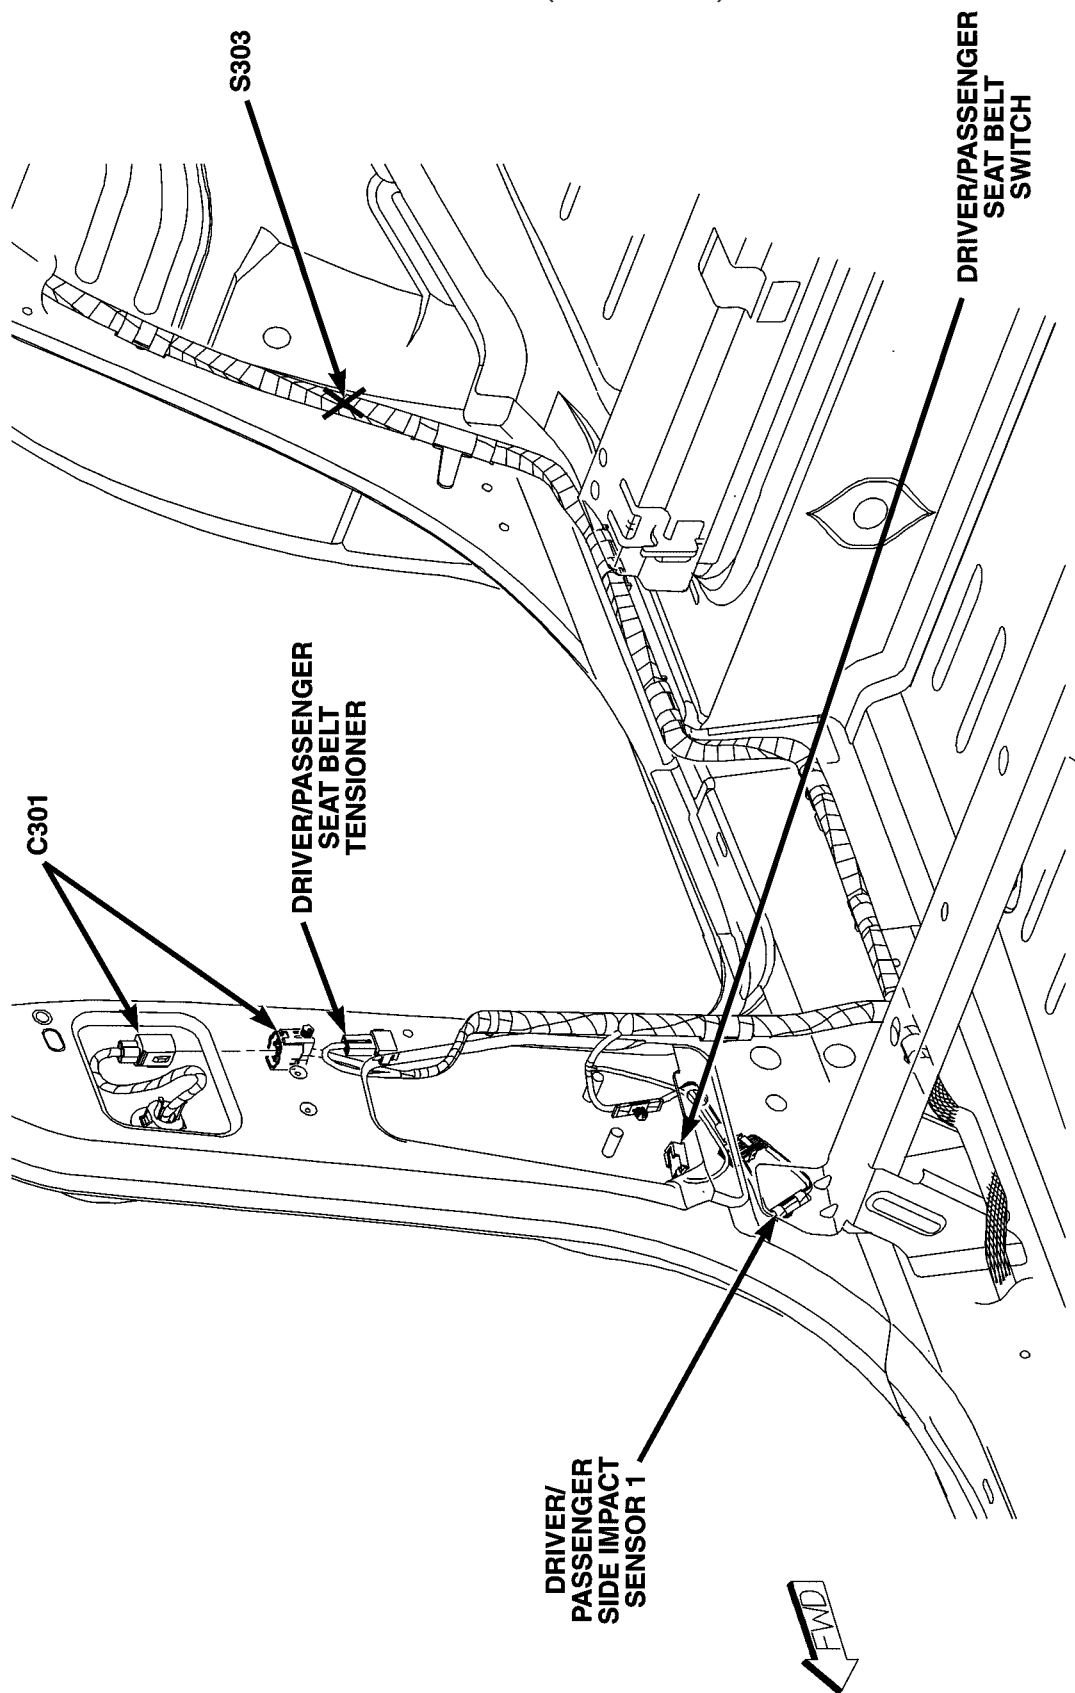 S303
DRIVER/PASSENGER
SEAT BELT
SWITCH
C301
DRIVER/PASSENGER
SEAT BELT
TENSIONER
DRIVER/
PASSENGER
SIDE IMPACT
SENSOR 1
FWD